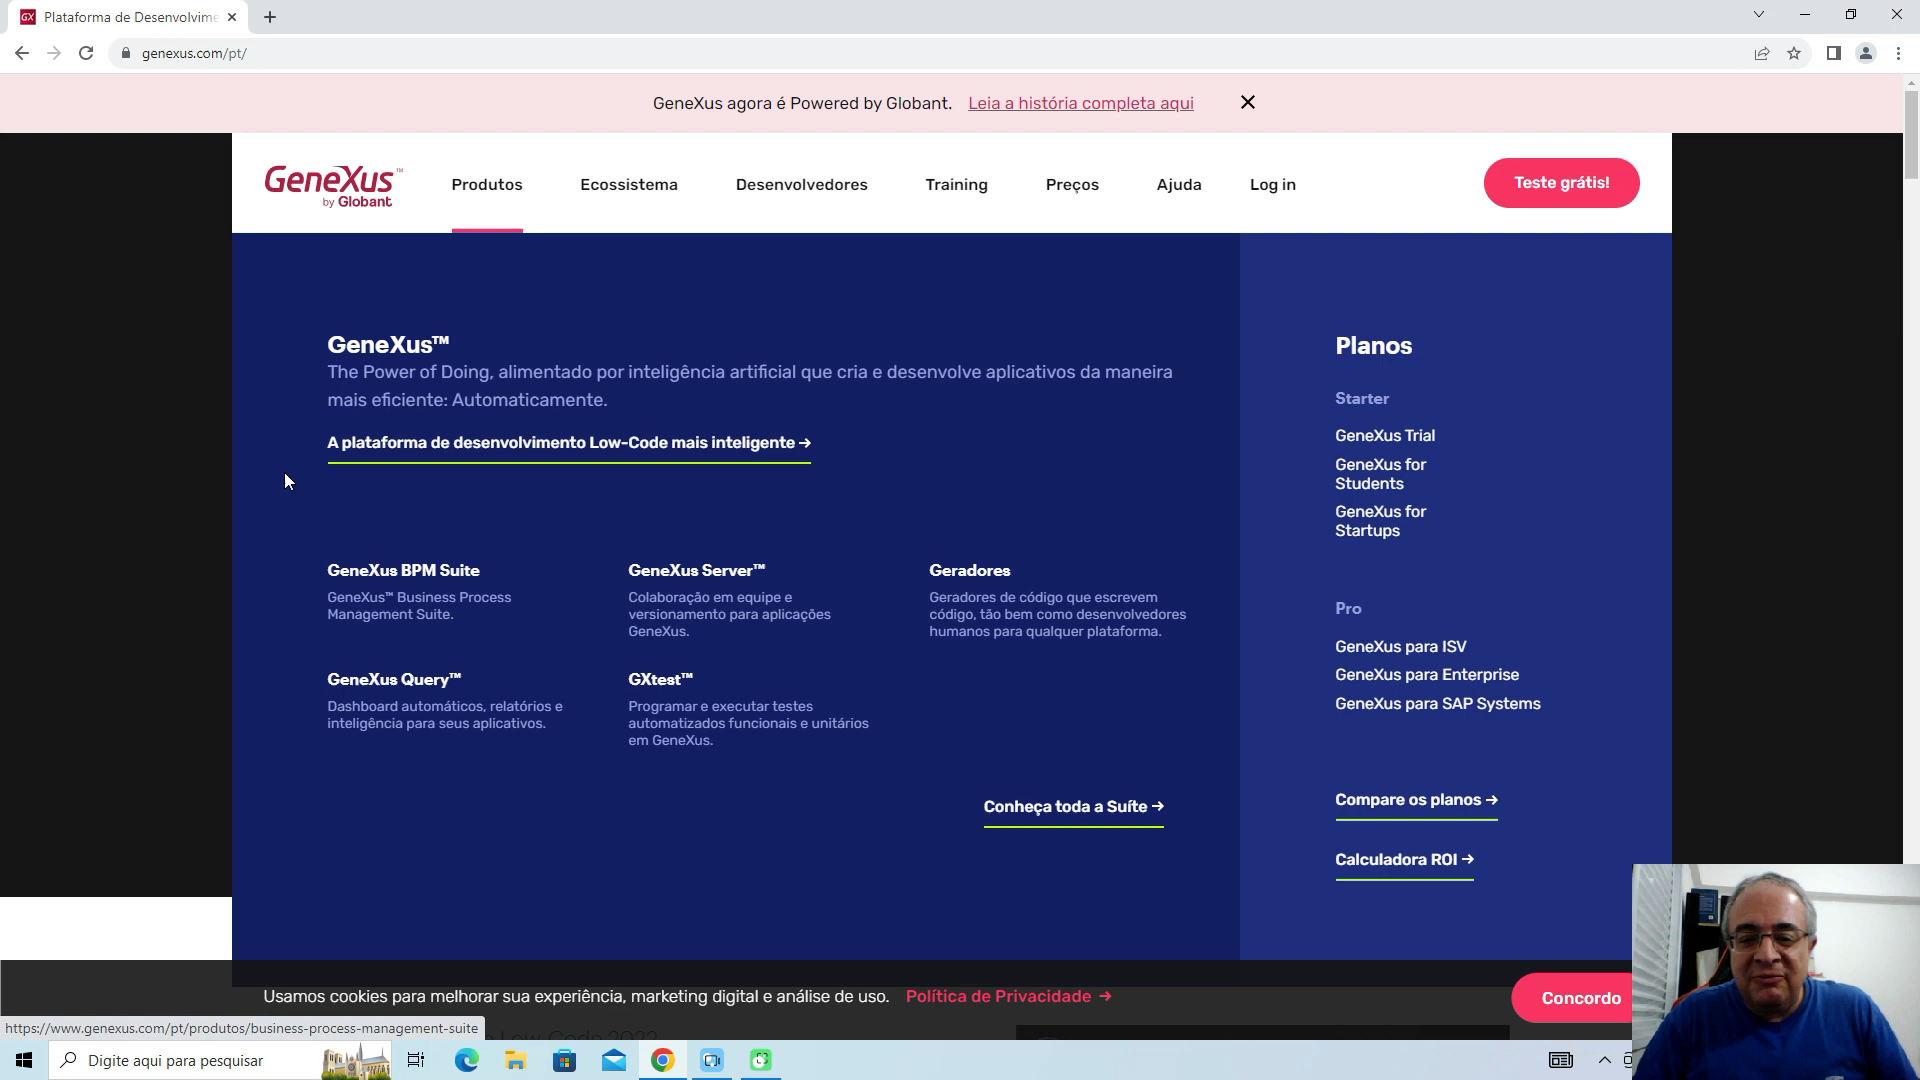 GX Plataforma de Desenvolvime
genexus.com/pt/
GeneXus agora é Powered by Globant. Leia a história completa aqui
GeneXus™
by Globant
Produtos
Ecossistema
Desenvolvedores
Training
Preços
Ajuda
Log in
Teste grátis!
GeneXus™
The Power of Doing, alimentado por inteligência artificial que cria e desenvolve aplicativos da maneira
mais eficiente: Automaticamente.
A plataforma de desenvolvimento Low-Code mais inteligente →
GeneXus BPM Suite
GeneXus™ Business Process
Management Suite.
GeneXus Server™
Colaboração em equipe e
versionamento para aplicações
GeneXus.
Geradores
Geradores de código que escrevem
código, tão bem como desenvolvedores
humanos para qualquer plataforma.
GeneXus Query™
Dashboard automáticos, relatórios e
inteligência para seus aplicativos.
GXtest™
Programar e executar testes
automatizados funcionais e unitários
em GeneXus.
Conheça toda a Suíte →
Planos
Starter
GeneXus Trial
GeneXus for
Students
GeneXus for
Startups
Pro
GeneXus para ISV
GeneXus para Enterprise
GeneXus para SAP Systems
Compare os planos →
Calculadora ROI →
Usamos cookies para melhorar sua experiência, marketing digital e análise de uso. Política de Privacidade →
Concordo
https://www.genexus.com/pt/produtos/business-process-management-suite
Low-Code 2022
Digite aqui para pesquisar